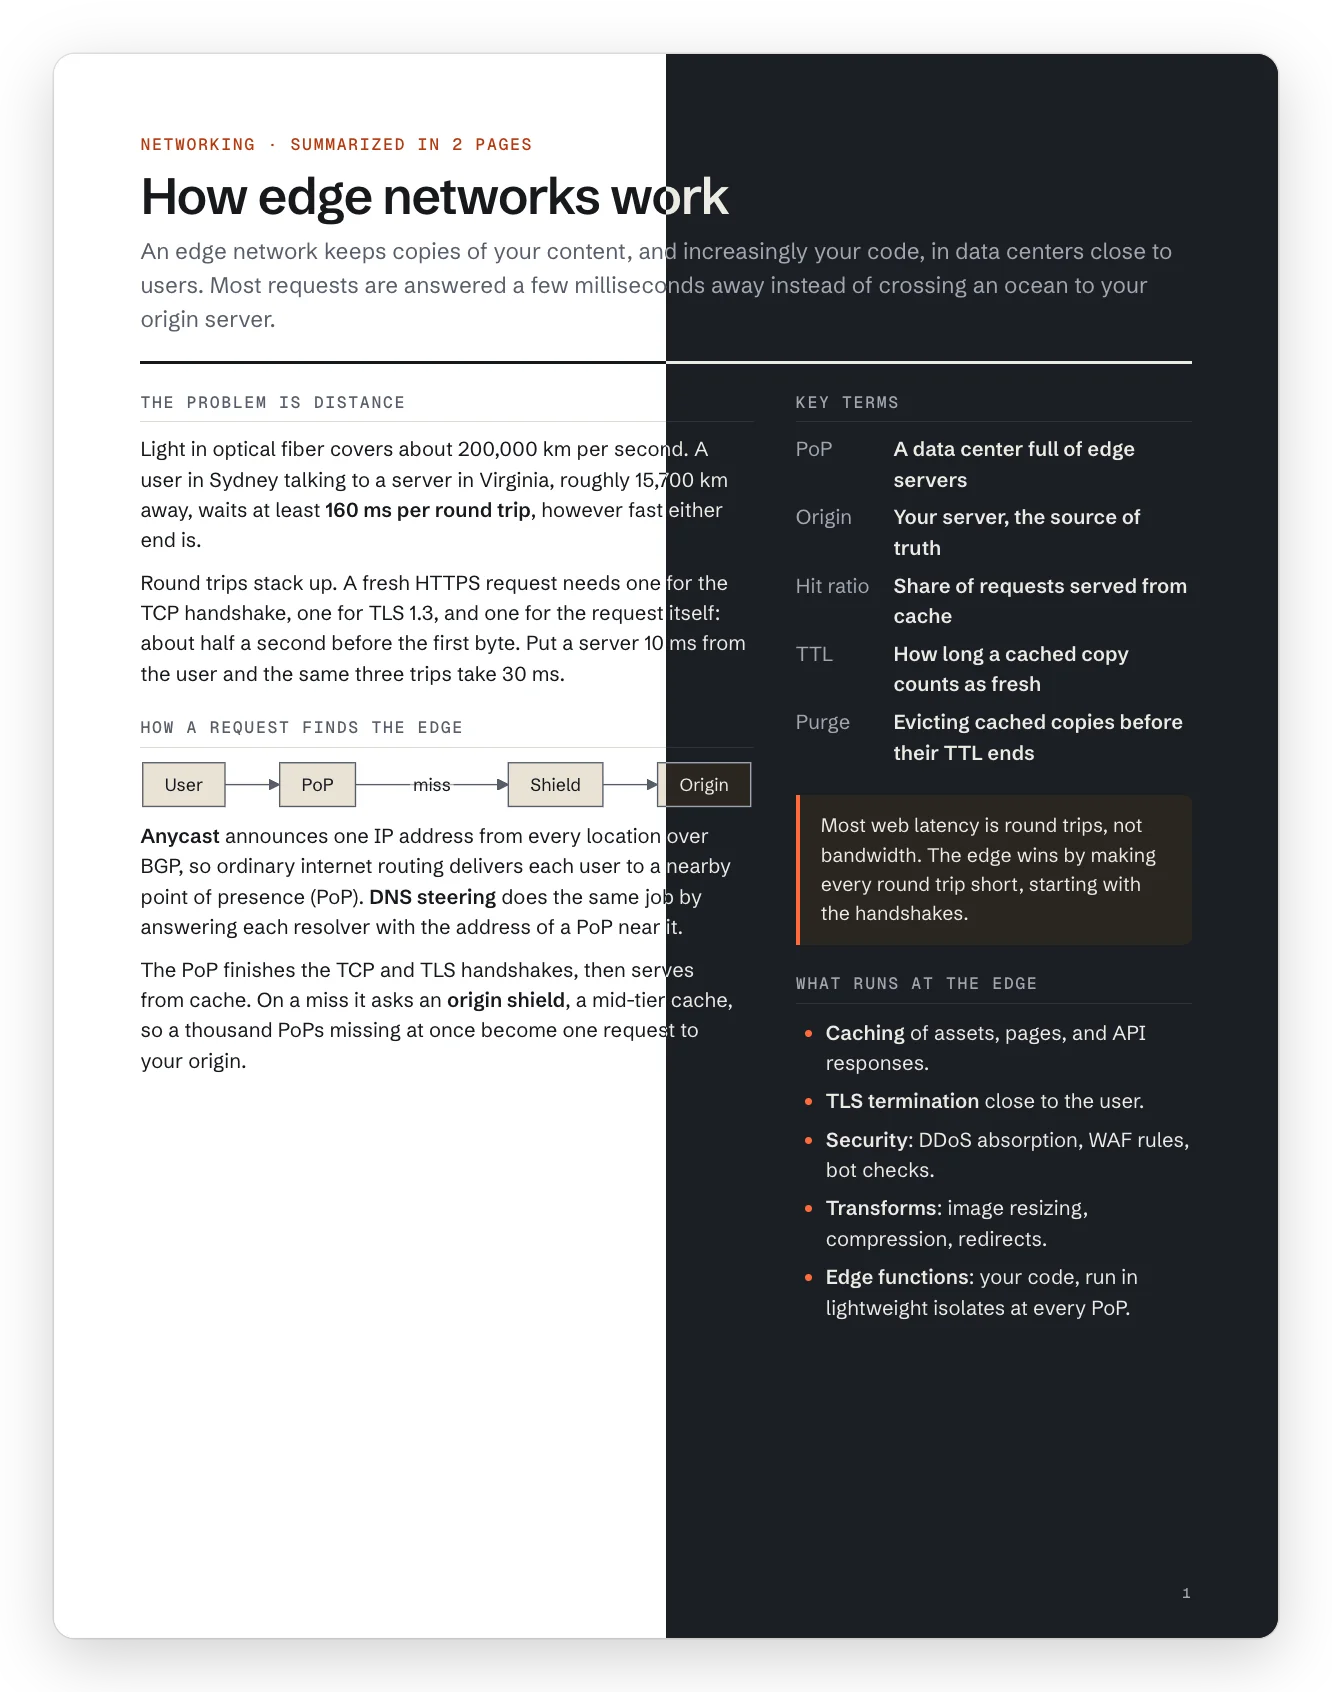 NETWORKING · SUMMARIZED IN 2 PAGES
How edge networks work
An edge network keeps copies of your content, and increasingly your code, in data centers close to
users. Most requests are answered a few milliseconds away instead of crossing an ocean to your
origin server.
THE PROBLEM IS DISTANCE
Light in optical fiber covers about 200,000 km per second. A
user in Sydney talking to a server in Virginia, roughly 15,700 km
away, waits at least 160 ms per round trip, however fast either
end is.
Round trips stack up. A fresh HTTPS request needs one for the
TCP handshake, one for TLS 1.3, and one for the request itself:
about half a second before the first byte. Put a server 10 ms from
the user and the same three trips take 30 ms.
HOW A REQUEST FINDS THE EDGE
User
PoP
miss
Shield
Origin
Anycast announces one IP address from every location over
BGP, so ordinary internet routing delivers each user to a nearby
point of presence (PoP). DNS steering does the same job by
answering each resolver with the address of a PoP near it.
The PoP finishes the TCP and TLS handshakes, then serves
from cache. On a miss it asks an origin shield, a mid-tier cache,
so a thousand PoPs missing at once become one request to
your origin.
KEY TERMS
PoP A data center full of edge
servers
Origin Your server, the source of
truth
Hit ratio Share of requests served from
cache
TTL How long a cached copy
counts as fresh
Purge Evicting cached copies before
their TTL ends
Most web latency is round trips, not
bandwidth. The edge wins by making
every round trip short, starting with
the handshakes.
WHAT RUNS AT THE EDGE
• Caching of assets, pages, and API
responses.
• TLS termination close to the user.
• Security: DDoS absorption, WAF rules,
bot checks.
• Transforms: image resizing,
compression, redirects.
• Edge functions: your code, run in
lightweight isolates at every PoP.
1